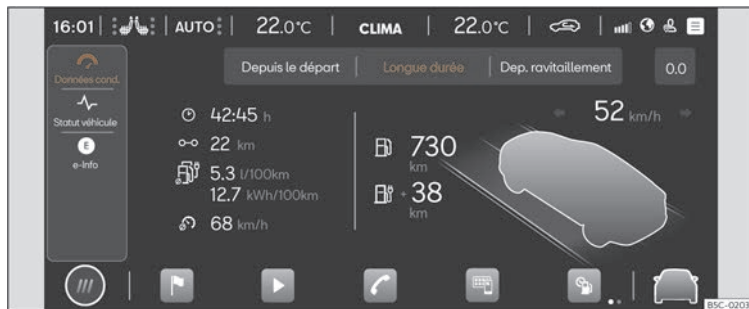 16:01 AUTO 22.0°C CLIMA 22.0°C
Données cond.
Statut véhicule
E
e-Info
Depuis le départ Longue durée Dep. ravitaillement 0.0
42:45 h
22 km
5.3 l/100km
12.7 kWh/100km
68 km/h
730
km
+38
km
52 km/h
B5C-0203